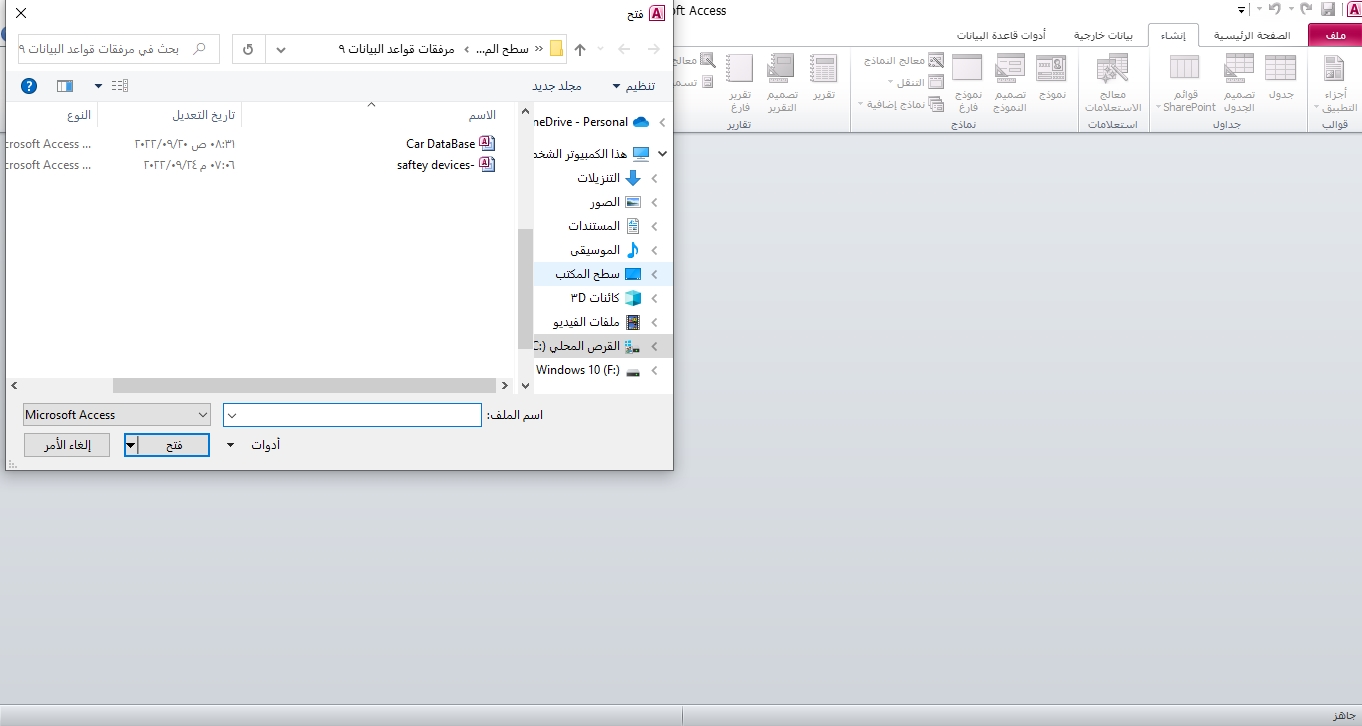 فتح
oft Access
سطح الم... › مرفقات قواعد البيانات ٩
بحث في مرفقات قواعد البيانات ٩
تنظيم
مجلد جديد
الاسم
تاريخ التعديل
النوع
Car DataBase
٠٨:٣١ ص ٢٠٢٢/٠٩/٢٠
crosoft Access ...
saftey devices-
٠٧:٠٦ م ٢٠٢٢/٠٩/٢٤
crosoft Access ...
neDrive - Personal
هذا الكمبيوتر الشخص
التنزيلات
الصور
المستندات
الموسيقى
سطح المكتب
كائنات ٣D
ملفات الفيديو
القرص المحلي (C:
Windows 10 (F:)
اسم الملف:
Microsoft Access
أدوات
فتح
إلغاء الأمر
ملف
الصفحة الرئيسية
إنشاء
بيانات خارجية
أدوات قاعدة البيانات
أجزاء التطبيق
قوالب
جدول
تصميم الجدول
قوائم SharePoint
جداول
معالج الاستعلامات
استعلامات
نموذج
تصميم النموذج
نموذج فارغ
معالج النماذج
التنقل
نماذج إضافية
نماذج
تقرير
تصميم التقرير
تقرير فارغ
معالج
تسم
تقارير
جاهز